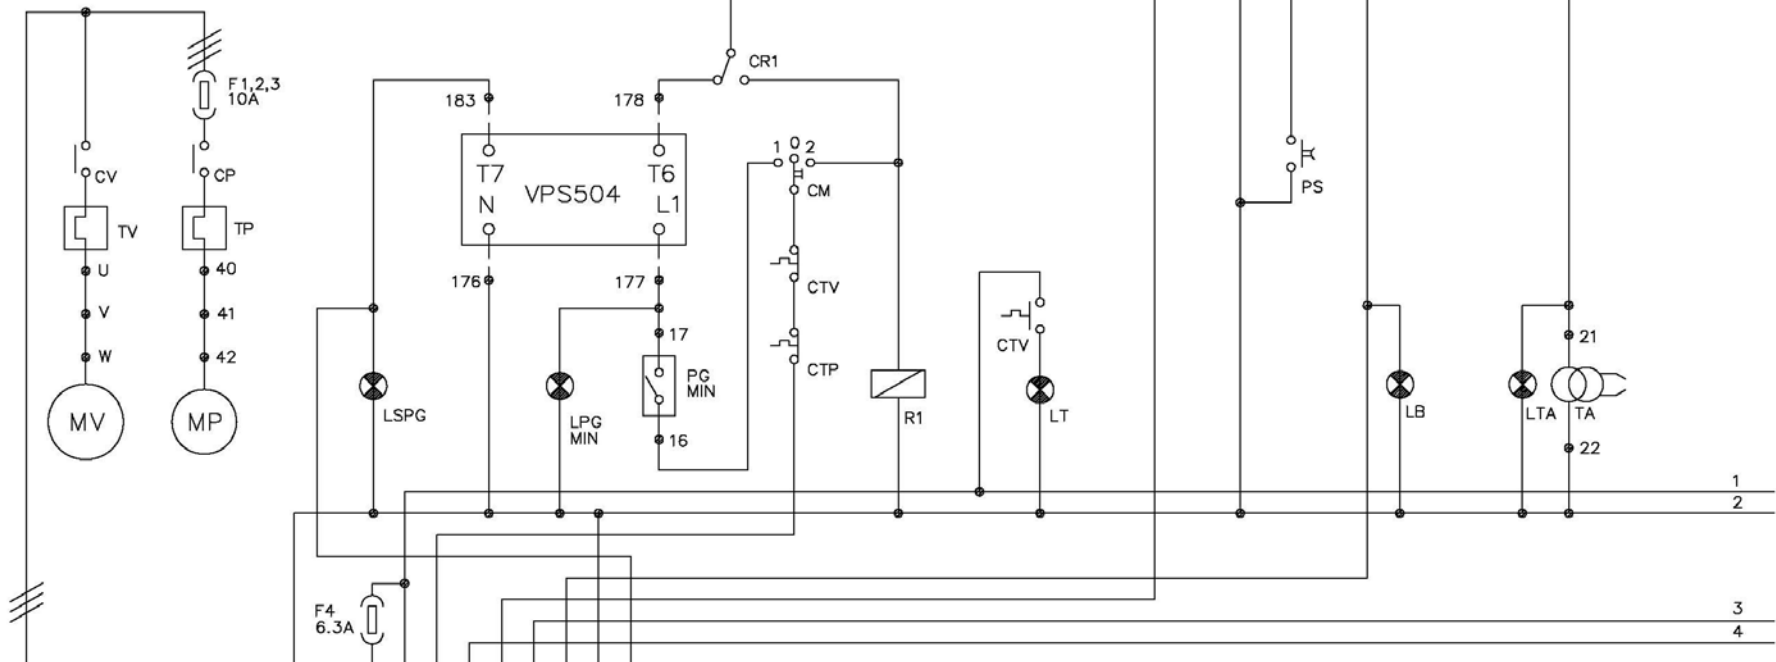 F1,2,3
10A
CV
CP
TV
TP
U
40
V
41
W
42
MV
MP
CR1
183
178
T7
T6
VPS504
N
L1
176
177
1
0
2
CM
CTV
CTP
17
PG
MIN
16
LSPG
LPG
MIN
R1
CTV
LT
PS
LB
LTA
21
TA
22
1
2
3
4
F4
6.3A